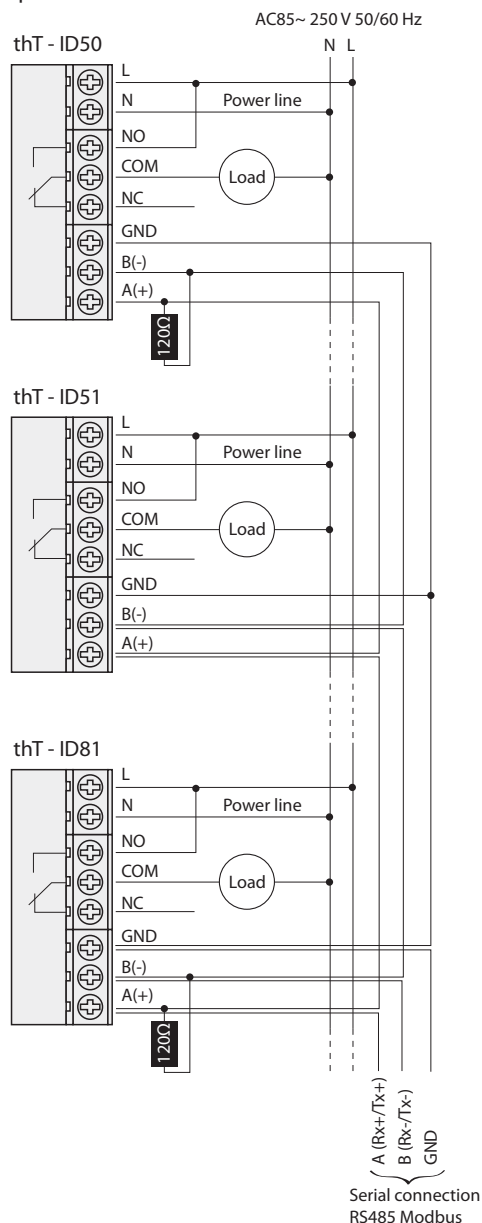 AC85~ 250 V 50/60 Hz
thT - ID50
N L
L
N
Power line
NO
COM
Load
NC
GND
B(-)
A(+)
120Ω
thT - ID51
L
N
Power line
NO
COM
Load
NC
GND
B(-)
A(+)
thT - ID81
L
N
Power line
NO
COM
Load
NC
GND
B(-)
A(+)
120Ω
A (Rx+/Tx+)
B (Rx-/Tx-)
GND
Serial connection
RS485 Modbus